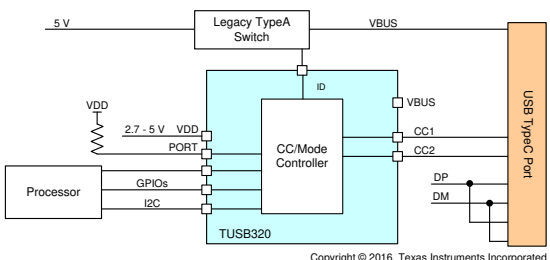 5 V
Legacy TypeA
Switch
VBUS
ID
VBUS
VDD
2.7 - 5 V VDD
PORT
CC/Mode
Controller
CC1
CC2
USB TypeC Port
Processor
GPIOs
I2C
DP
DM
TUSB320
Copyright © 2016, Texas Instruments Incorporated